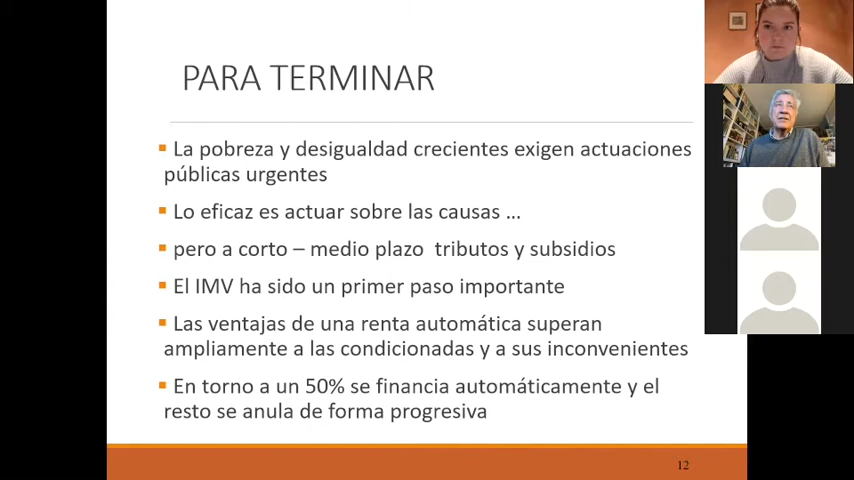 PARA TERMINAR
▪ La pobreza y desigualdad crecientes exigen actuaciones
públicas urgentes
▪ Lo eficaz es actuar sobre las causas …
▪ pero a corto – medio plazo tributos y subsidios
▪ El IMV ha sido un primer paso importante
▪ Las ventajas de una renta automática superan
ampliamente a las condicionadas y a sus inconvenientes
▪ En torno a un 50% se financia automáticamente y el
resto se anula de forma progresiva
12